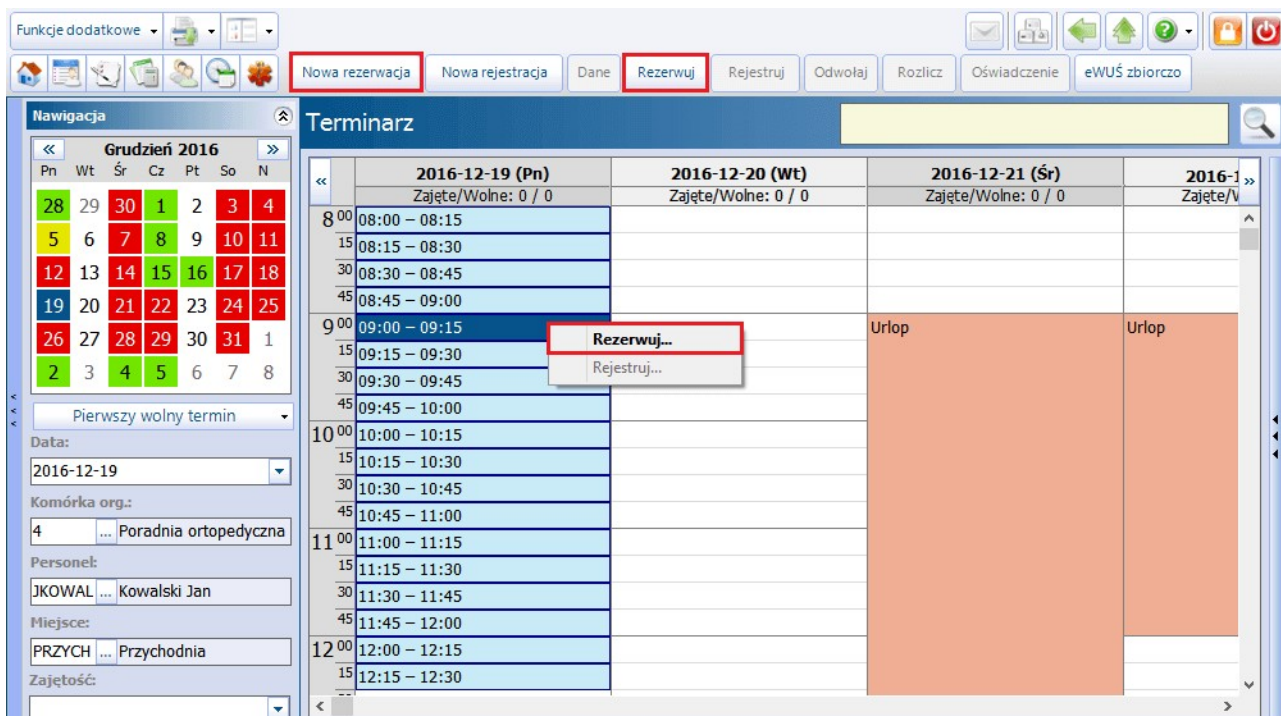 Funkcje dodatkowe
Nowa rezerwacja Nowa rejestracja Dane Rezerwuj Rejestruj Odwołaj Rozlicz Oświadczenie eWUŚ zbiorczo
Nawigacja
« Grudzień 2016 »
Pn Wt Śr Cz Pt So N
28 29 30 1 2 3 4
5 6 7 8 9 10 11
12 13 14 15 16 17 18
19 20 21 22 23 24 25
26 27 28 29 30 31 1
2 3 4 5 6 7 8
Pierwszy wolny termin
Data:
2016-12-19
Komórka org.:
4 ... Poradnia ortopedyczna
Personel:
JKOWAL ... Kowalski Jan
Miejsce:
PRZYCH ... Przychodnia
Zajętość:
Terminarz
« 2016-12-19 (Pn) 2016-12-20 (Wt) 2016-12-21 (Śr) 2016-1 »
Zajęte/Wolne: 0 / 0 Zajęte/Wolne: 0 / 0 Zajęte/Wolne: 0 / 0 Zajęte/W
8 00 08:00 – 08:15
15 08:15 – 08:30
30 08:30 – 08:45
45 08:45 – 09:00
9 00 09:00 – 09:15 Urlop Urlop
Rezerwuj...
15 09:15 – 09:30
Rejestruj...
30 09:30 – 09:45
45 09:45 – 10:00
10 00 10:00 – 10:15
15 10:15 – 10:30
30 10:30 – 10:45
45 10:45 – 11:00
11 00 11:00 – 11:15
15 11:15 – 11:30
30 11:30 – 11:45
45 11:45 – 12:00
12 00 12:00 – 12:15
15 12:15 – 12:30